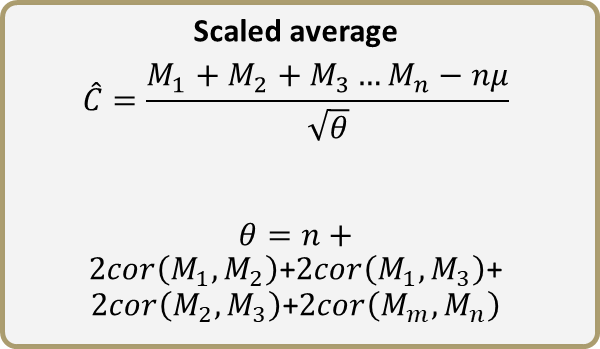 Scaled average
Ĉ = (M₁ + M₂ + M₃ … Mₙ − nμ) / √θ
θ = n +
2cor(M₁, M₂)+2cor(M₁, M₃)+
2cor(M₂, M₃)+2cor(Mₘ, Mₙ)